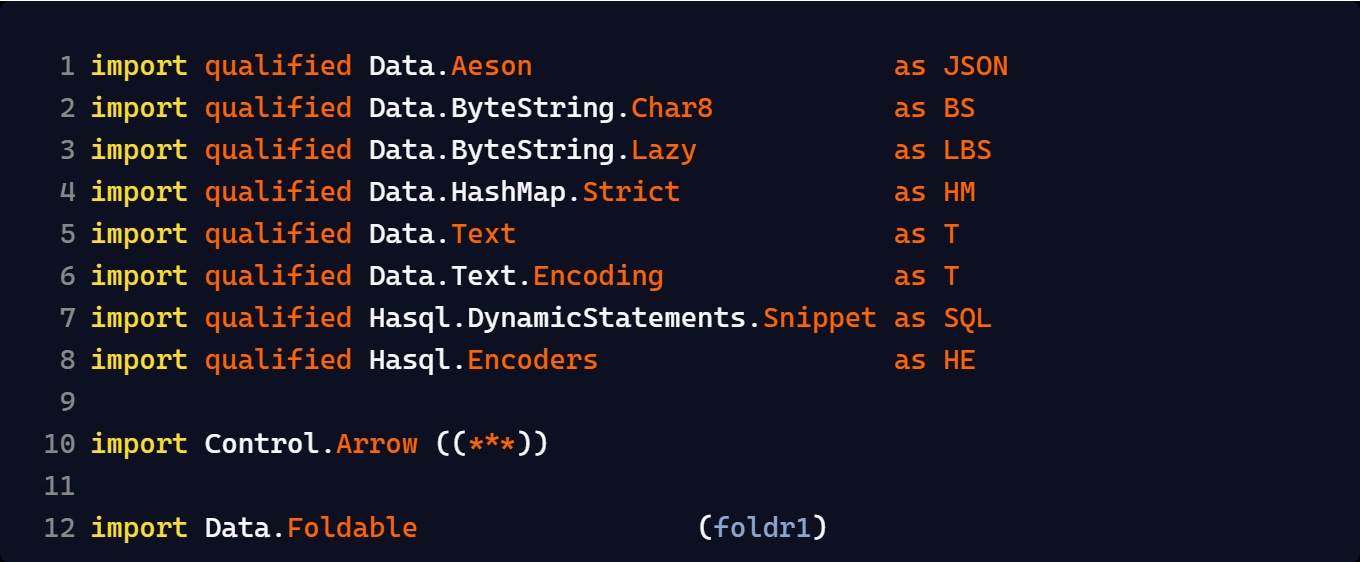 1 import qualified Data.Aeson                      as JSON
2 import qualified Data.ByteString.Char8           as BS
3 import qualified Data.ByteString.Lazy            as LBS
4 import qualified Data.HashMap.Strict             as HM
5 import qualified Data.Text                       as T
6 import qualified Data.Text.Encoding              as T
7 import qualified Hasql.DynamicStatements.Snippet as SQL
8 import qualified Hasql.Encoders                  as HE
9
10 import Control.Arrow ((***))
11
12 import Data.Foldable                 (foldr1)